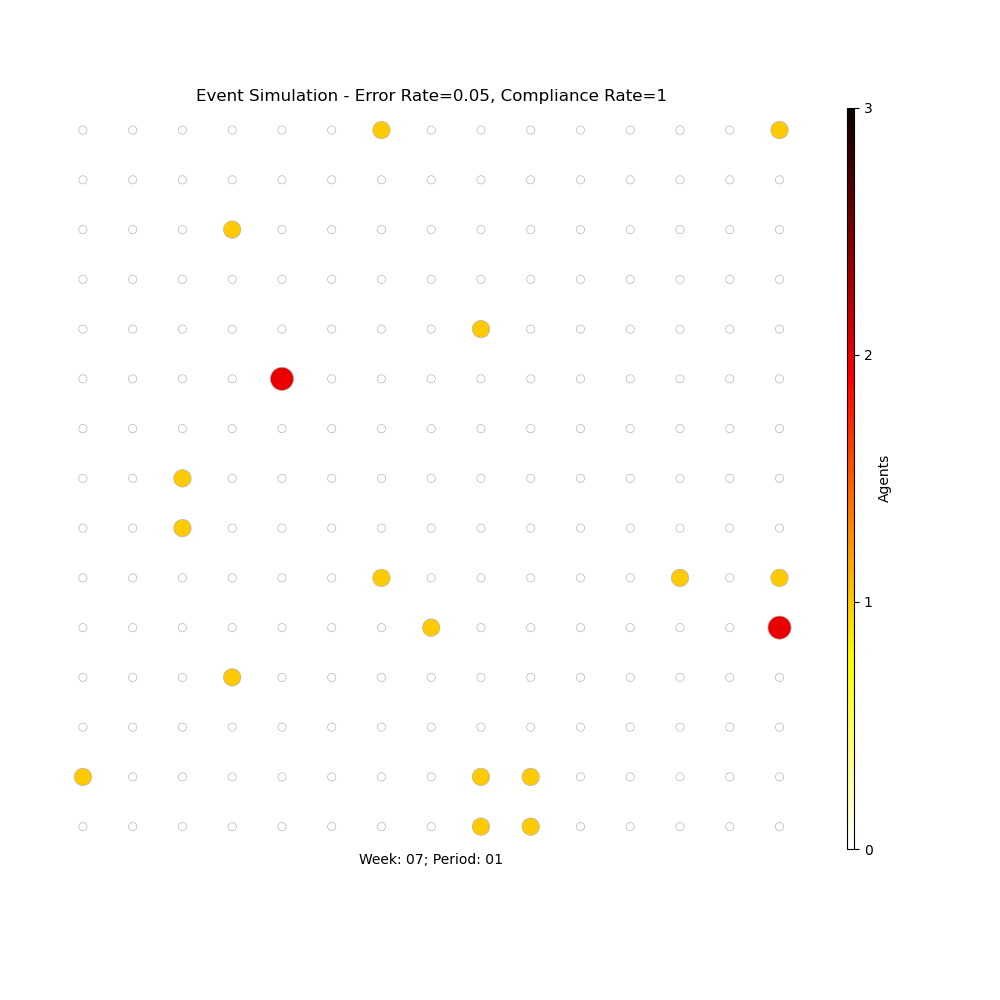 Event Simulation - Error Rate=0.05, Compliance Rate=1
3
2
Agents
1
0
Week: 07; Period: 01